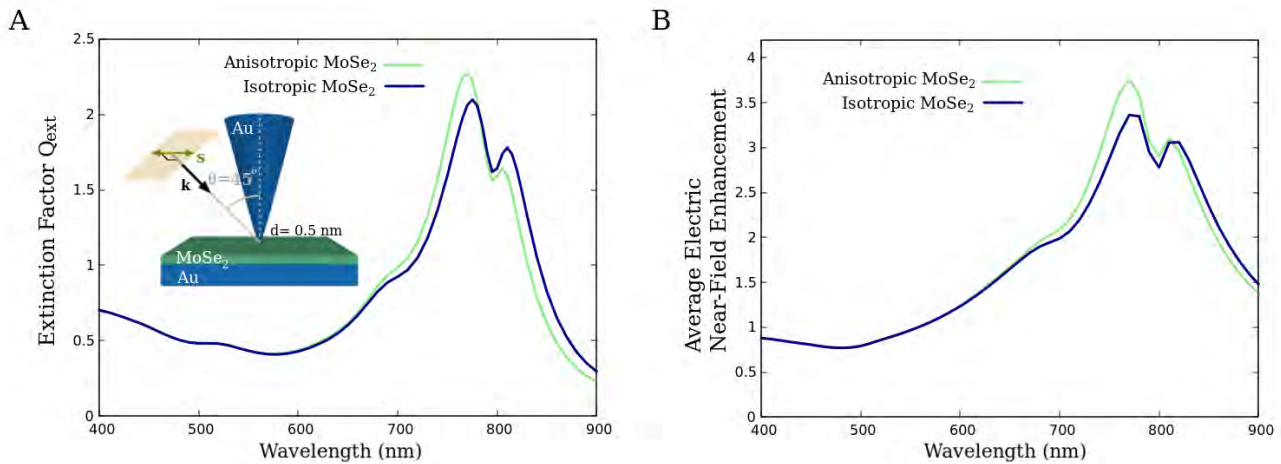 A
Extinction Factor Qext
2.5
2
1.5
1
0.5
0
400
500
600
700
800
900
Wavelength (nm)
Anisotropic MoSe2
Isotropic MoSe2
Au
s
k
θ=45°
d= 0.5 nm
MoSe2
Au
B
Average Electric
Near-Field Enhancement
4
3.5
3
2.5
2
1.5
1
0.5
0
400
500
600
700
800
900
Wavelength (nm)
Anisotropic MoSe2
Isotropic MoSe2